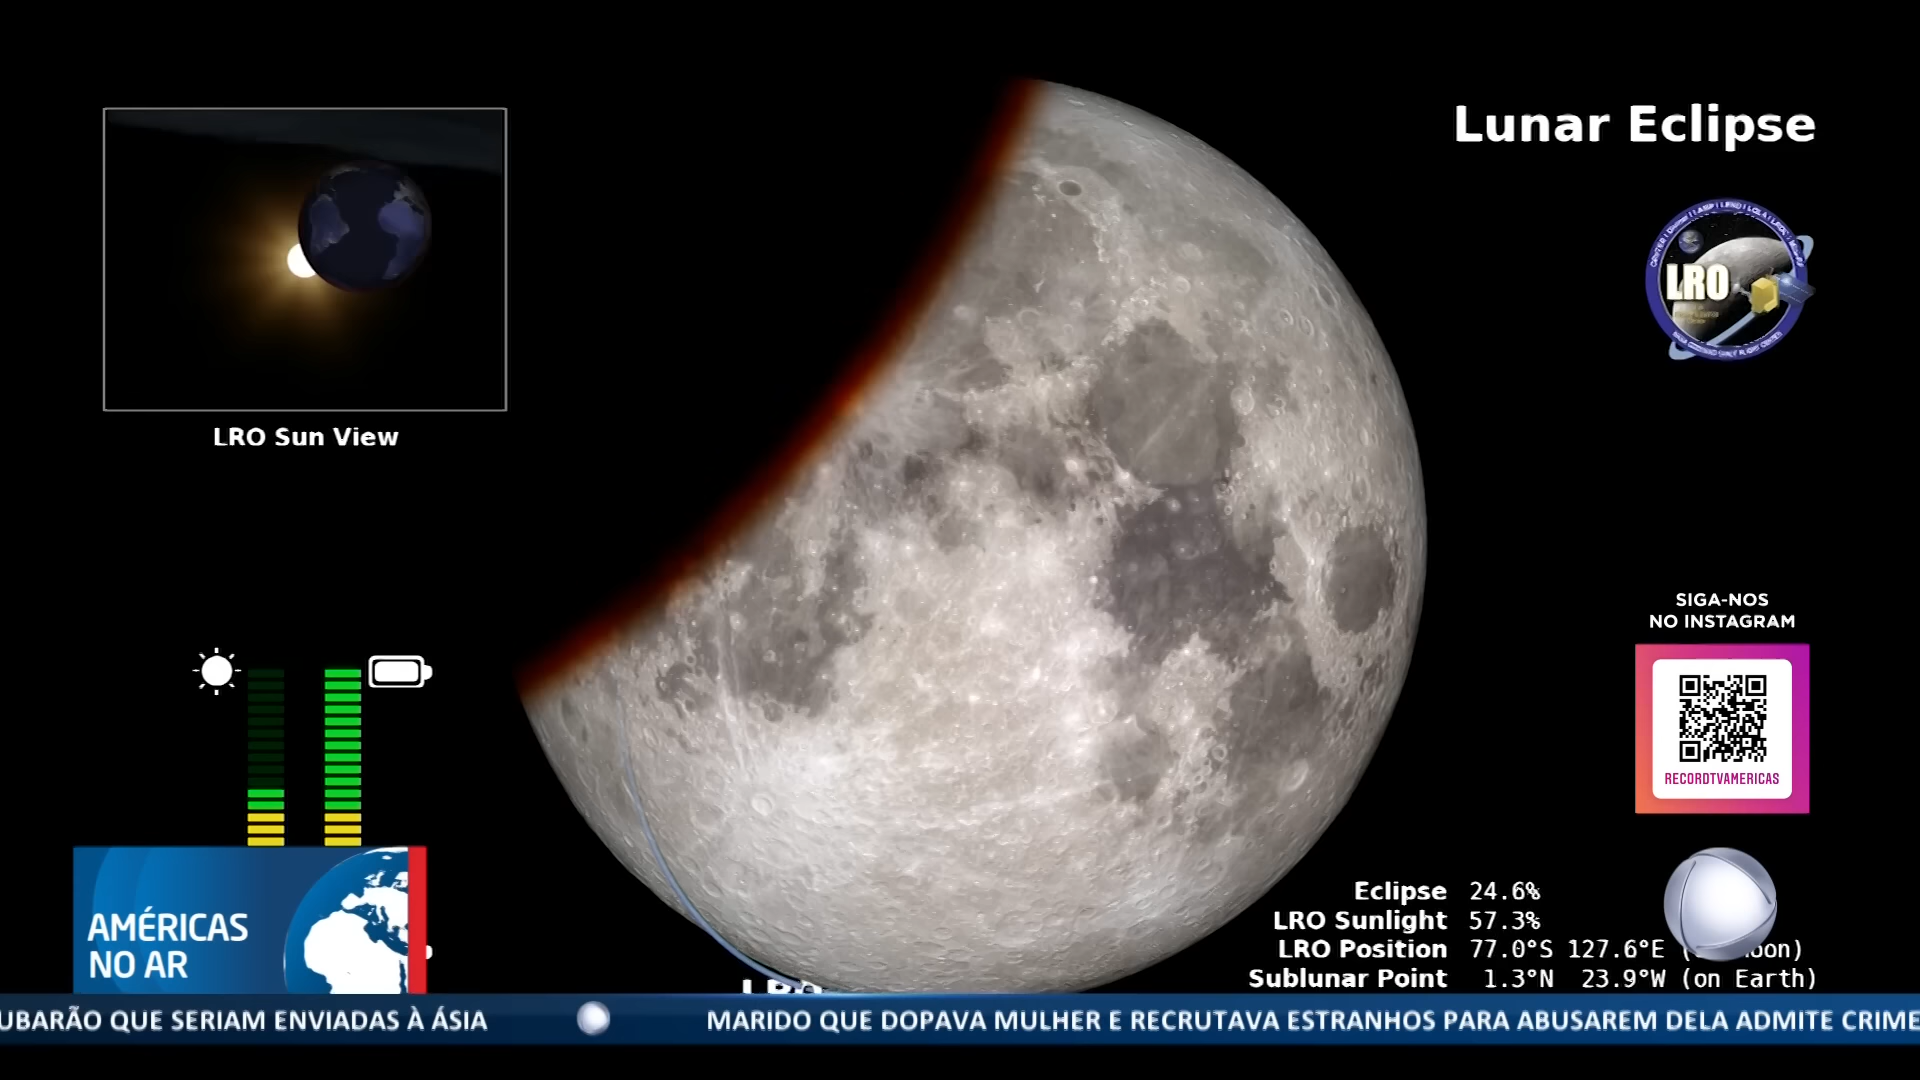 Lunar Eclipse
LRO Sun View
LRO
SIGA-NOS
NO INSTAGRAM
RECORDTVAMERICAS
Eclipse 24.6%
LRO Sunlight 57.3%
LRO Position 77.0°S 127.6°E
Sublunar Point 1.3°N 23.9°W (on Earth)
AMÉRICAS
NO AR
UBARÃO QUE SERIAM ENVIADAS À ÁSIA
MARIDO QUE DOPAVA MULHER E RECRUTAVA ESTRANHOS PARA ABUSAREM DELA ADMITE CRIME